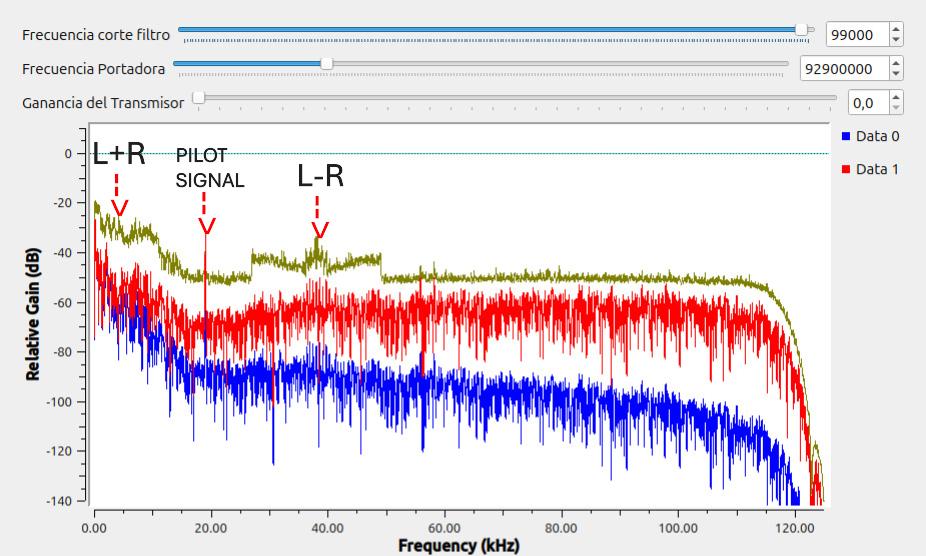 Frecuencia corte filtro 99000
Frecuencia Portadora 92900000
Ganancia del Transmisor 0,0
L+R
PILOT
SIGNAL
L-R
Data 0
Data 1
0
-20
-40
-60
-80
-100
-120
-140
Relative Gain (dB)
0.00 20.00 40.00 60.00 80.00 100.00 120.00
Frequency (kHz)